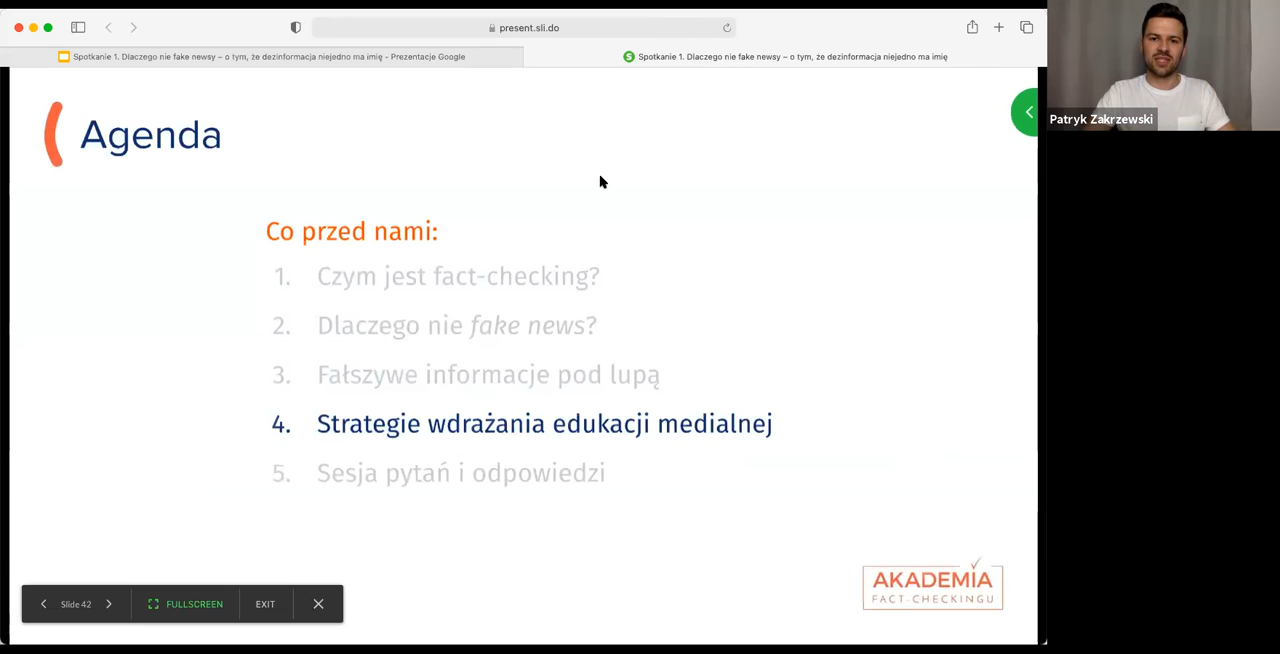 present.sli.do
Spotkanie 1. Dlaczego nie fake newsy – o tym, że dezinformacja niejedno ma imię - Prezentacje Google
S Spotkanie 1. Dlaczego nie fake newsy – o tym, że dezinformacja niejedno ma imię
Patryk Zakrzewski
Agenda
Co przed nami:
1. Czym jest fact-checking?
2. Dlaczego nie fake news?
3. Fałszywe informacje pod lupą
4. Strategie wdrażania edukacji medialnej
5. Sesja pytań i odpowiedzi
AKADEMIA
FACT-CHECKINGU
Slide 42 FULLSCREEN EXIT